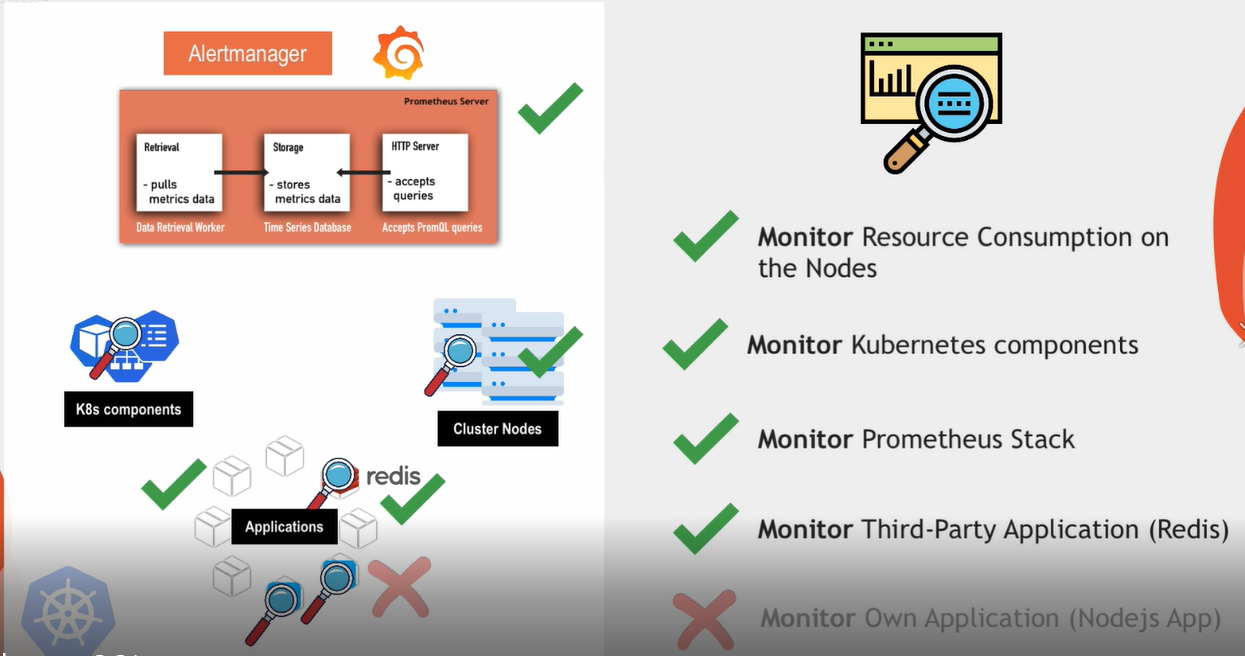 Alertmanager
Prometheus Server
Retrieval
- pulls
metrics data
Data Retrieval Worker
Storage
- stores
metrics data
Time Series Database
HTTP Server
- accepts
queries
Accepts PromQL queries
K8s components
Cluster Nodes
redis
Applications
Monitor Resource Consumption on
the Nodes
Monitor Kubernetes components
Monitor Prometheus Stack
Monitor Third-Party Application (Redis)
Monitor Own Application (Nodejs App)